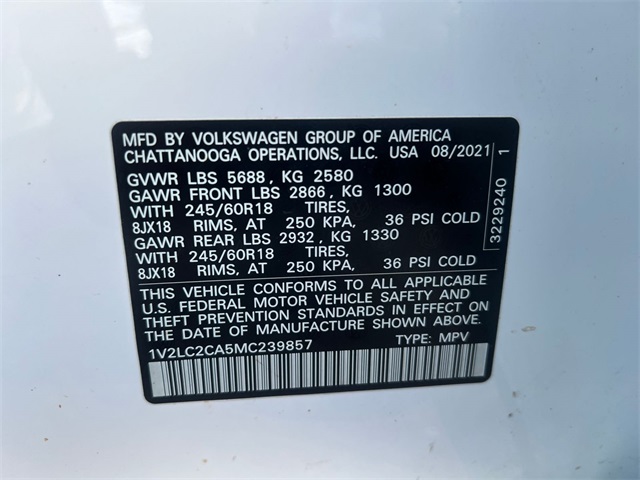 MFD BY VOLKSWAGEN GROUP OF AMERICA
CHATTANOOGA OPERATIONS, LLC. USA 08/2021
GVWR LBS 5688, KG 2580
GAWR FRONT LBS 2866, KG 1300
WITH 245/60R18 TIRES,
8JX18 RIMS, AT 250 KPA, 36 PSI COLD
GAWR REAR LBS 2932, KG 1330
WITH 245/60R18 TIRES,
8JX18 RIMS, AT 250 KPA, 36 PSI COLD
THIS VEHICLE CONFORMS TO ALL APPLICABLE
U.S. FEDERAL MOTOR VEHICLE SAFETY AND
THEFT PREVENTION STANDARDS IN EFFECT ON
THE DATE OF MANUFACTURE SHOWN ABOVE.
1V2LC2CA5MC239857 TYPE: MPV
3229240 1